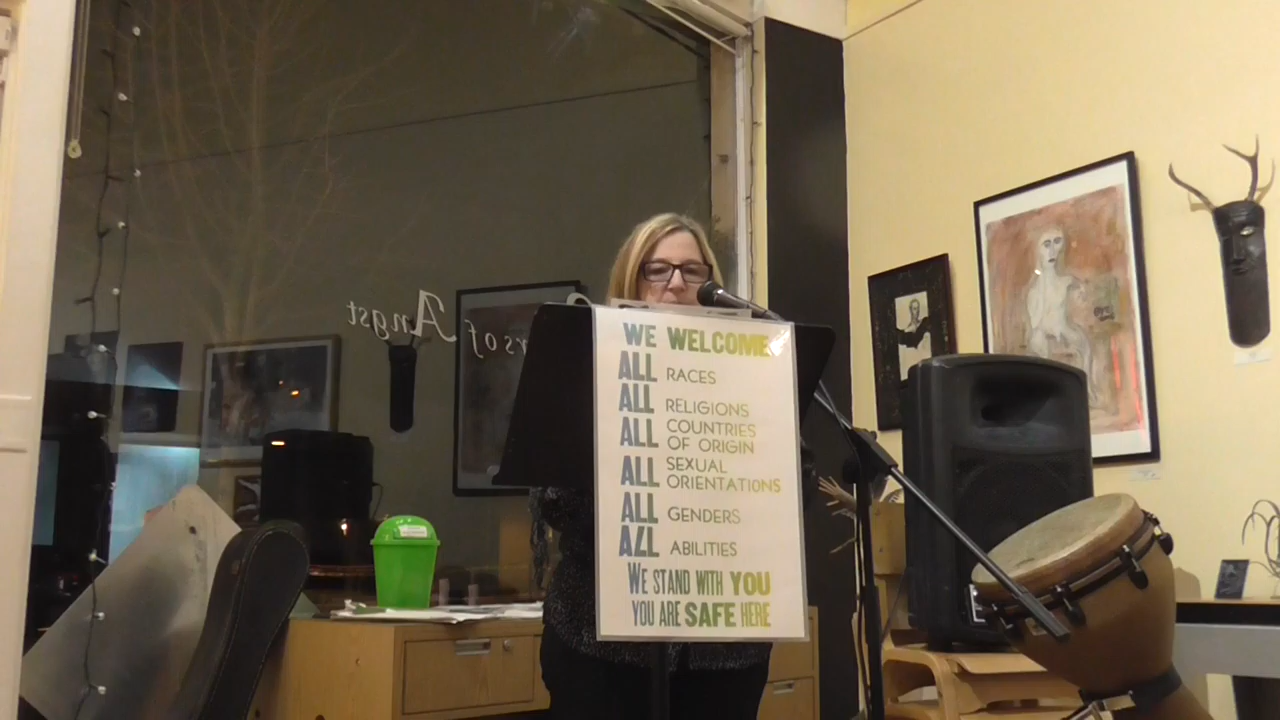 Angst
of
WE WELCOME
ALL RACES
ALL RELIGIONS
ALL COUNTRIES
OF ORIGIN
ALL SEXUAL
ORIENTATIONS
ALL GENDERS
ALL ABILITIES
WE STAND WITH YOU
YOU ARE SAFE HERE